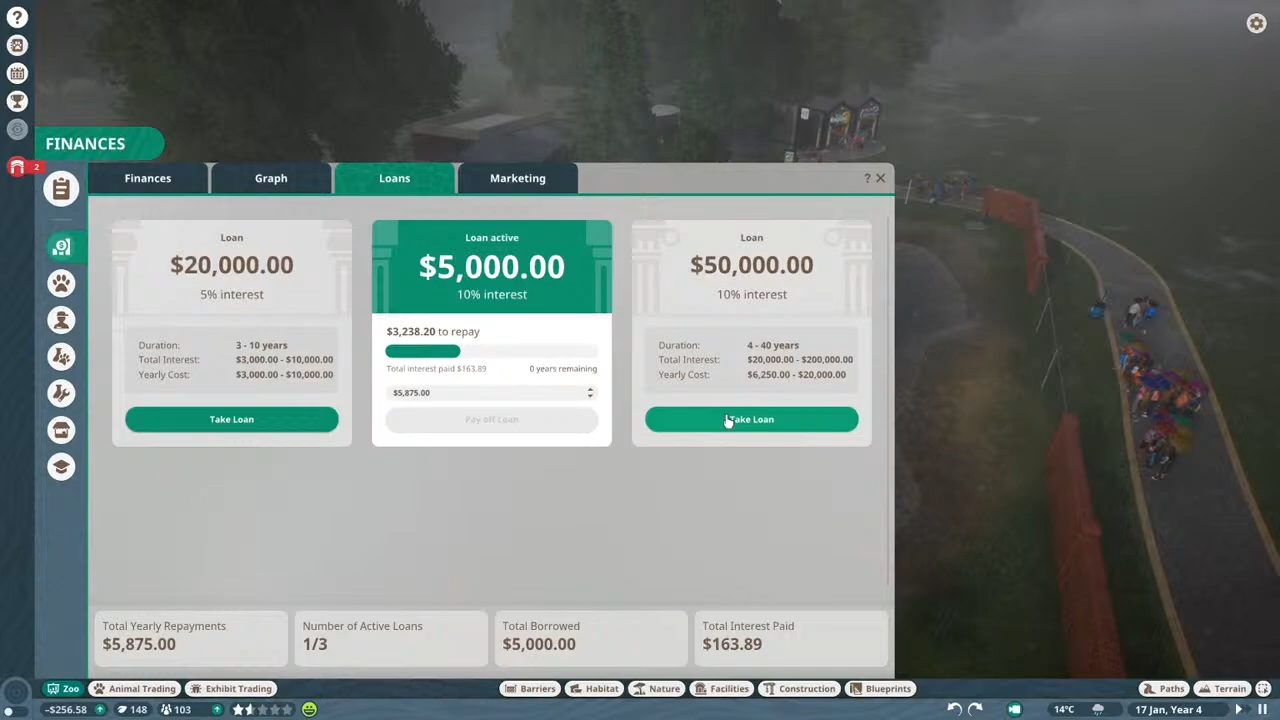 ?
FINANCES
2
Finances
Graph
Loans
Marketing
?
Loan
$20,000.00
5% interest
Duration: 3 - 10 years
Total Interest: $3,000.00 - $10,000.00
Yearly Cost: $3,000.00 - $10,000.00
Take Loan
Loan active
$5,000.00
10% interest
$3,238.20 to repay
Total interest paid $163.89 0 years remaining
$5,875.00
Pay off Loan
Loan
$50,000.00
10% interest
Duration: 4 - 40 years
Total Interest: $20,000.00 - $200,000.00
Yearly Cost: $6,250.00 - $20,000.00
Take Loan
Total Yearly Repayments
$5,875.00
Number of Active Loans
1/3
Total Borrowed
$5,000.00
Total Interest Paid
$163.89
Zoo
Animal Trading
Exhibit Trading
Barriers
Habitat
Nature
Facilities
Construction
Blueprints
Paths
Terrain
-$256.58
148
103
14°C
17 Jan, Year 4